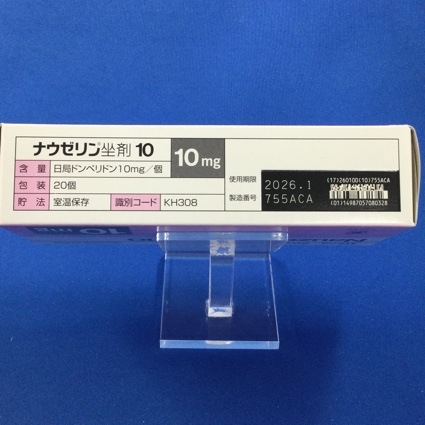 ナウゼリン®坐剤 10
10mg
含量 日局ドンペリドン10mg/個
包装 20個
貯法 室温保存 識別コード KH308
使用期限 2026.1
製造番号 755ACA
(17)260100(10)755ACA
(01)14987057080328
10 mg